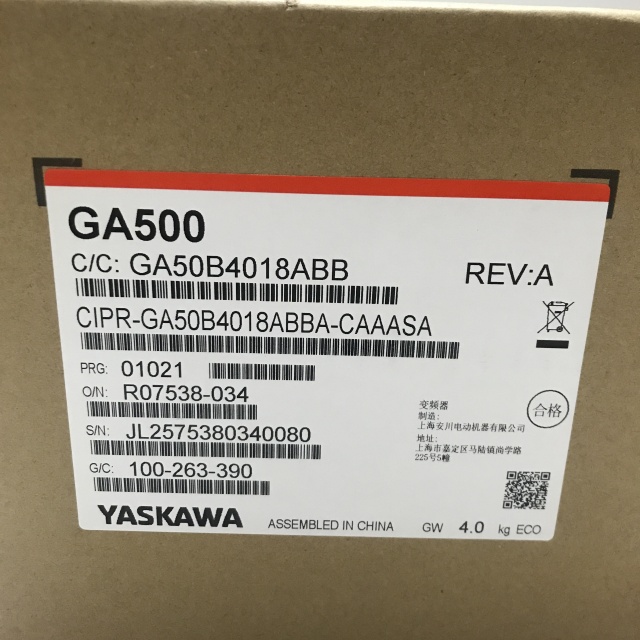 GA500
C/C: GA50B4018ABB
REV:A
CIPR-GA50B4018ABBA-CAAASA
PRG: 01021
O/N: R07538-034
S/N: JL2575380340080
G/C: 100-263-390
变频器
制造:
上海安川电动机器有限公司
地址:
上海市嘉定区马陆镇尚学路
225号5幢
合格
YASKAWA
ASSEMBLED IN CHINA
GW 4.0 kg ECO